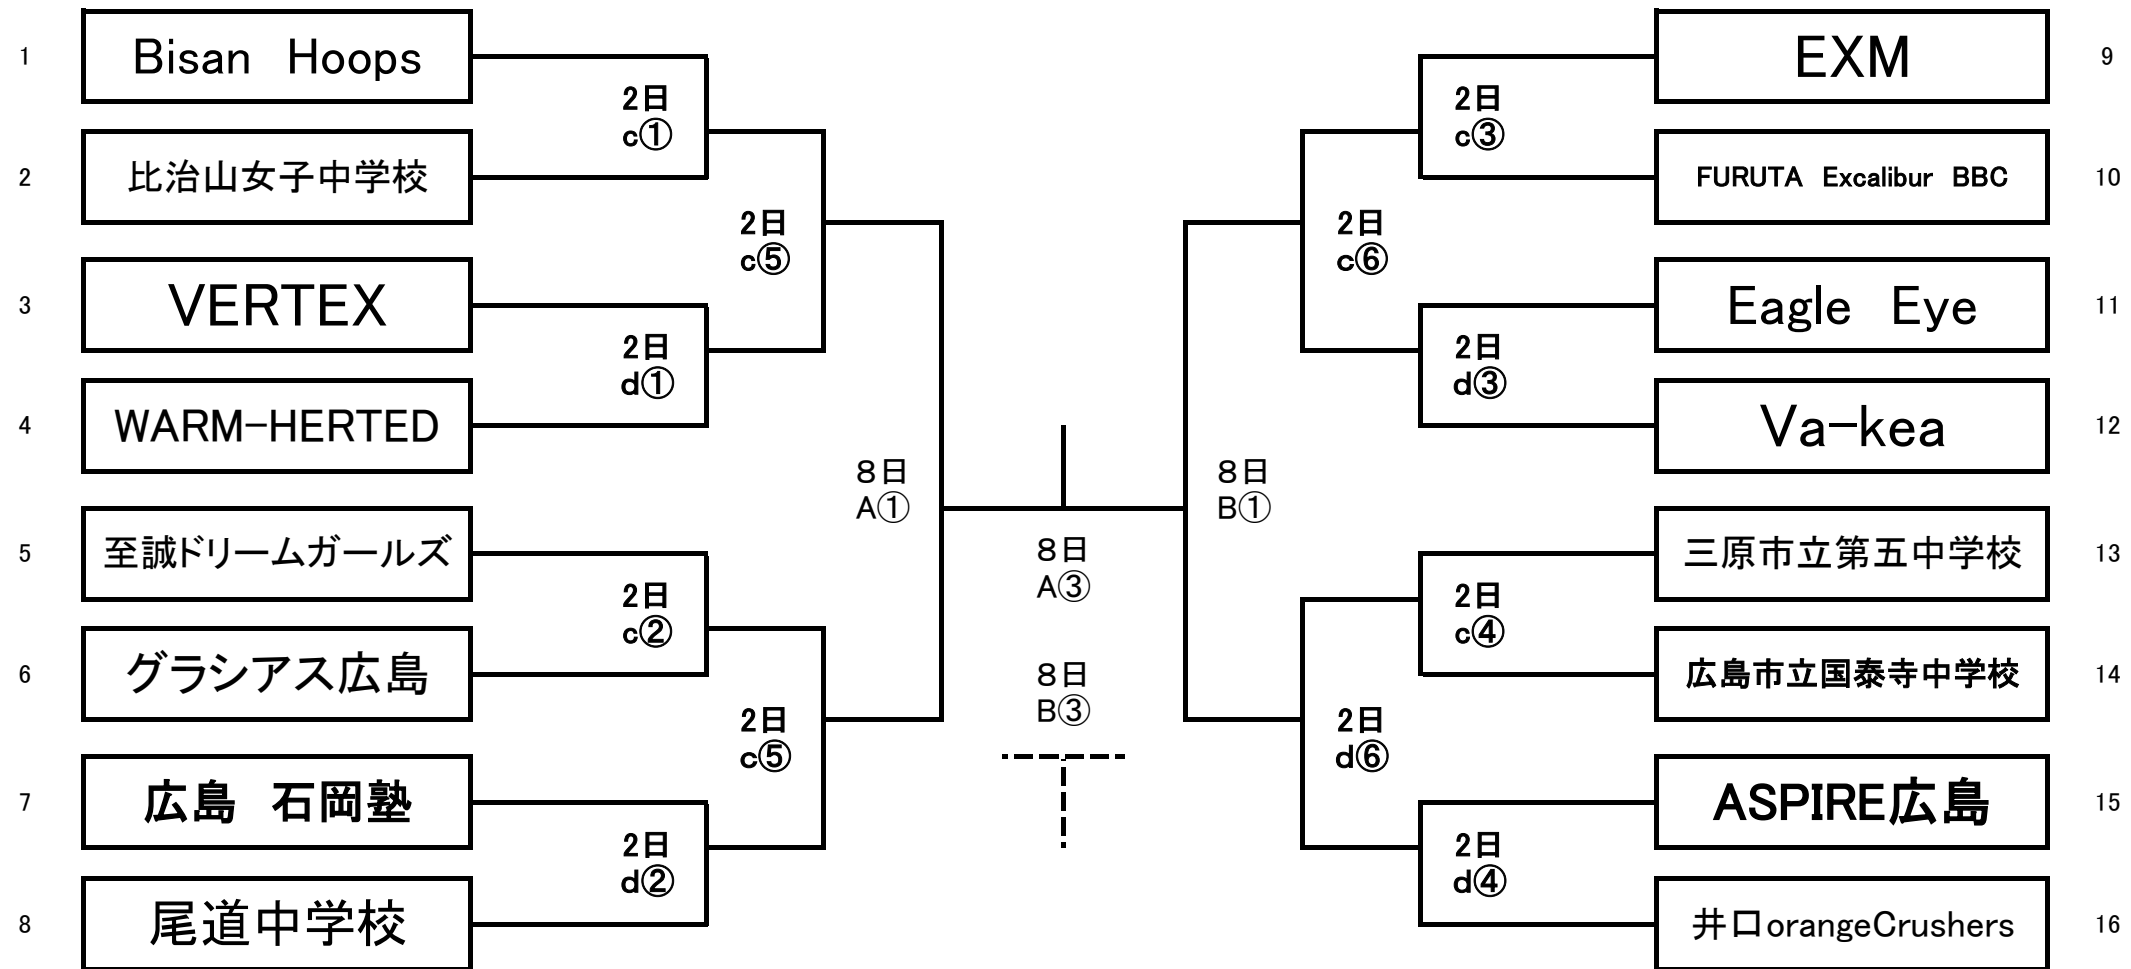 1
Bisan Hoops
2日
c①
2
比治山女子中学校
2日
c⑤
3
VERTEX
2日
d①
4
WARM-HERTED
8日
A①
5
至誠ドリームガールズ
2日
c②
6
グラシアス広島
2日
c⑤
7
広島 石岡塾
2日
d②
8
尾道中学校
8日
A③
8日
B③
EXM
9
2日
c③
FURUTA Excalibur BBC
10
2日
c⑥
Eagle Eye
11
2日
d③
Va-kea
12
8日
B①
三原市立第五中学校
13
2日
c④
広島市立国泰寺中学校
14
2日
d⑥
ASPIRE広島
15
2日
d④
井口orangeCrushers
16